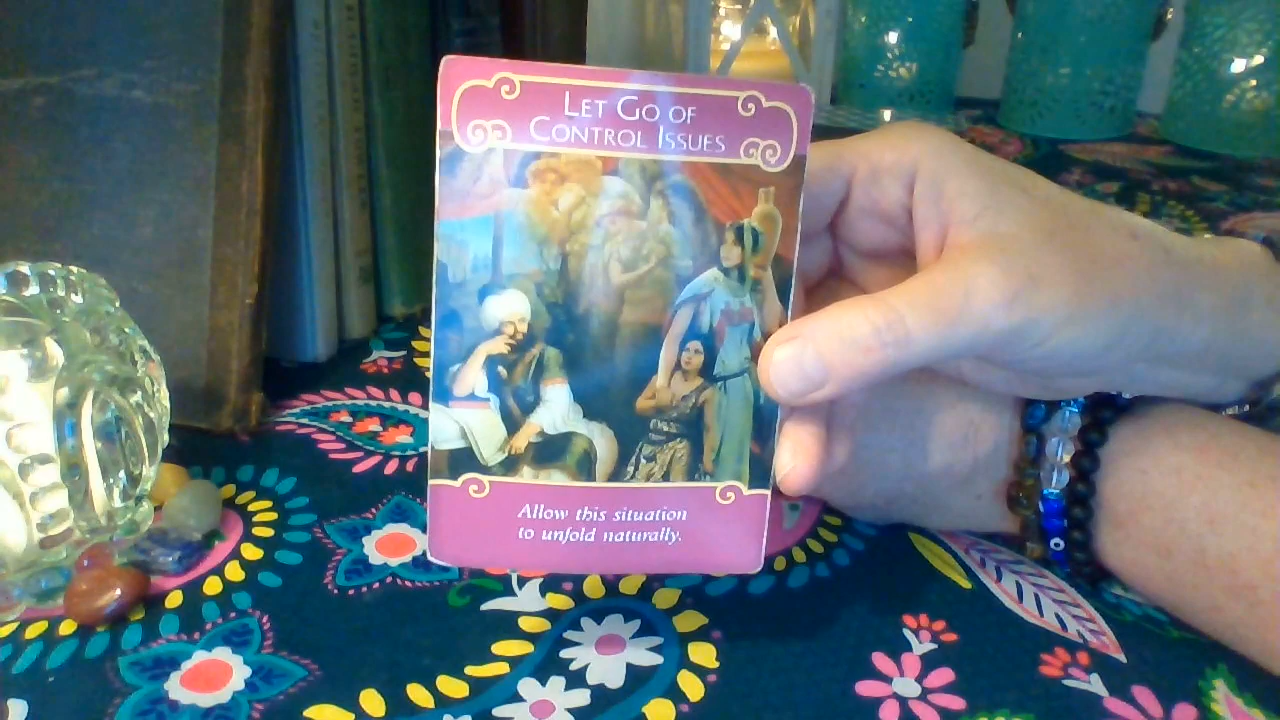 Let Go of
Control Issues
Allow this situation
to unfold naturally.